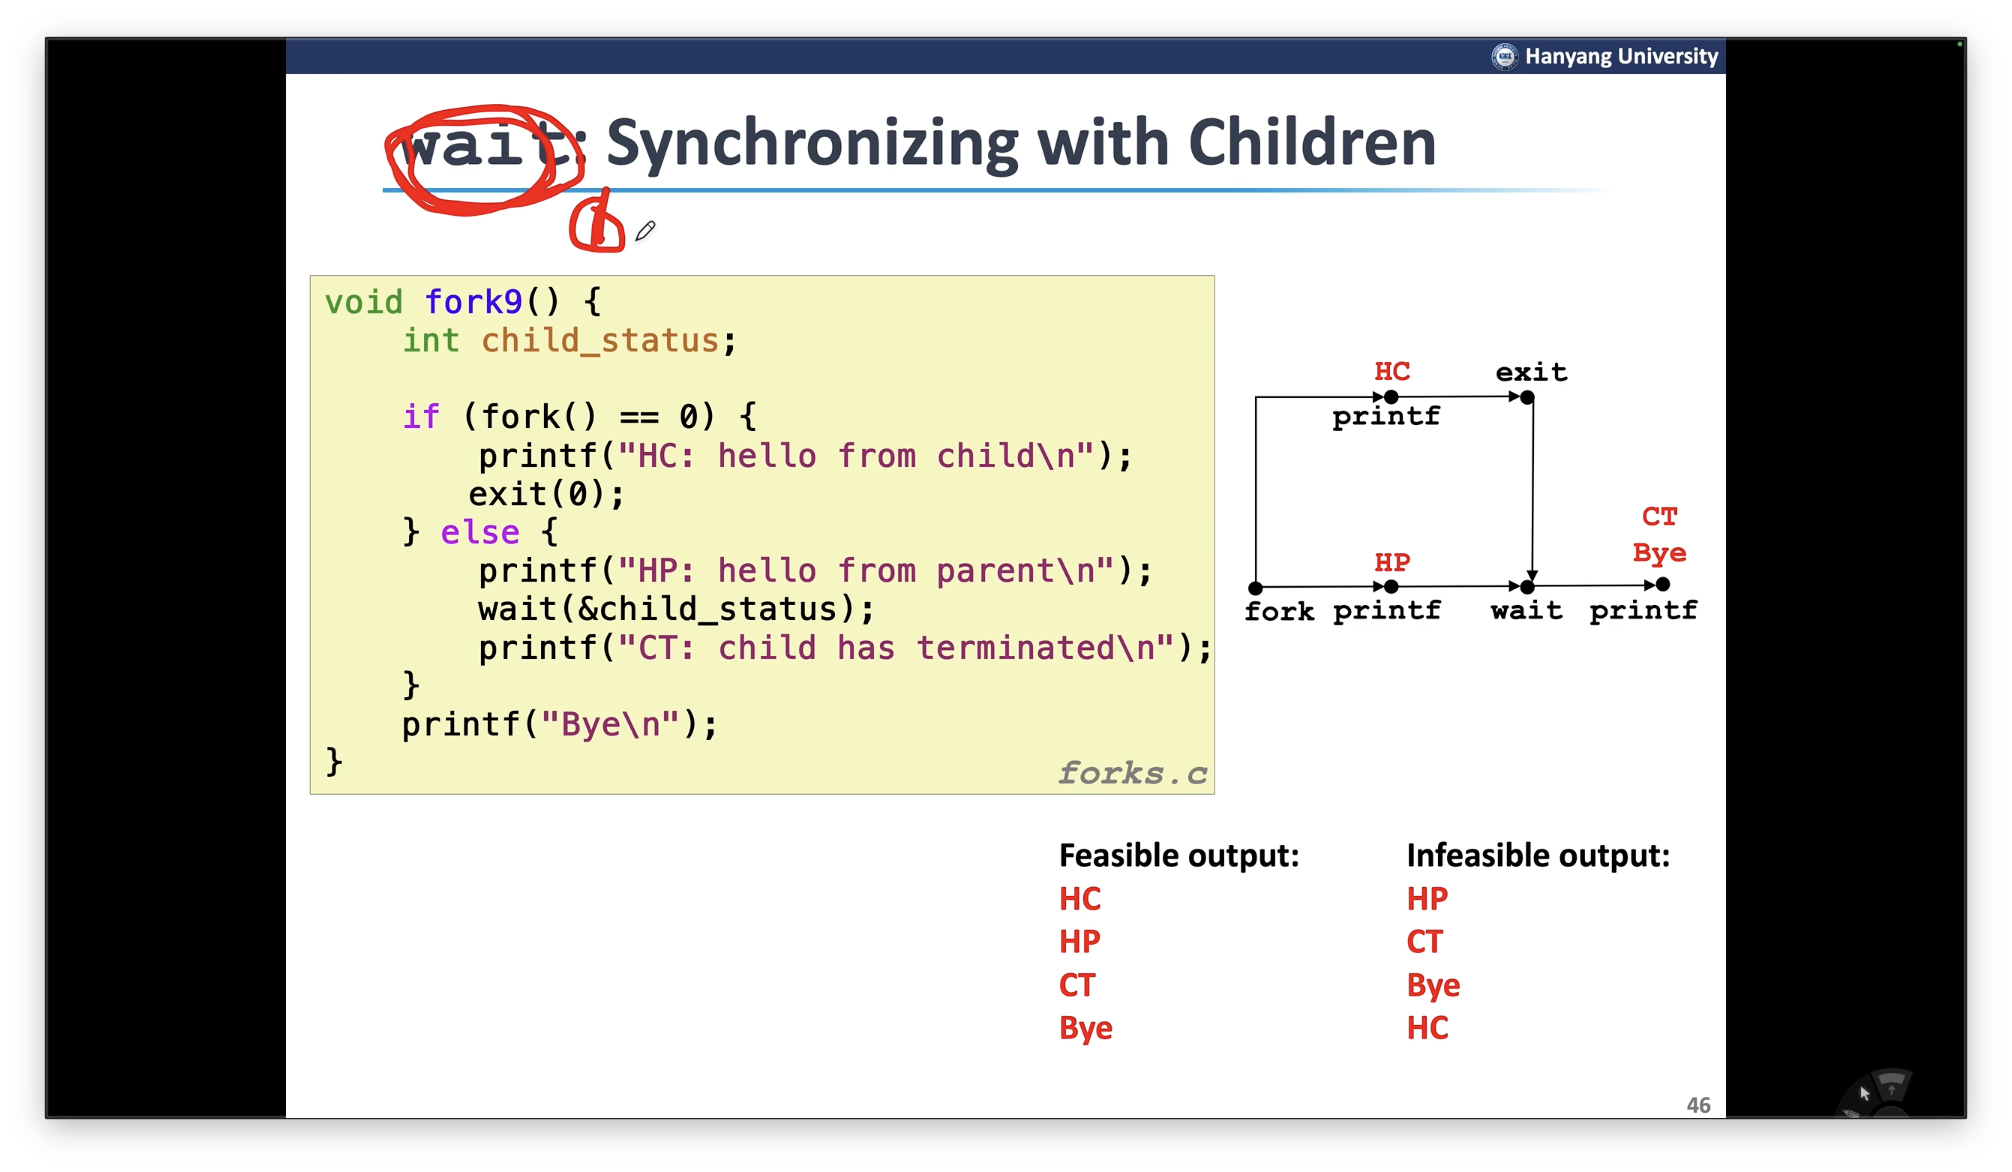 Hanyang University
wait: Synchronizing with Children
void fork9() {
    int child_status;
    if (fork() == 0) {
        printf("HC: hello from child\n");
        exit(0);
    } else {
        printf("HP: hello from parent\n");
        wait(&child_status);
        printf("CT: child has terminated\n");
    }
    printf("Bye\n");
}
forks.c
HC exit
printf
CT
HP Bye
fork printf wait printf
Feasible output:
HC
HP
CT
Bye
Infeasible output:
HP
CT
Bye
HC
46